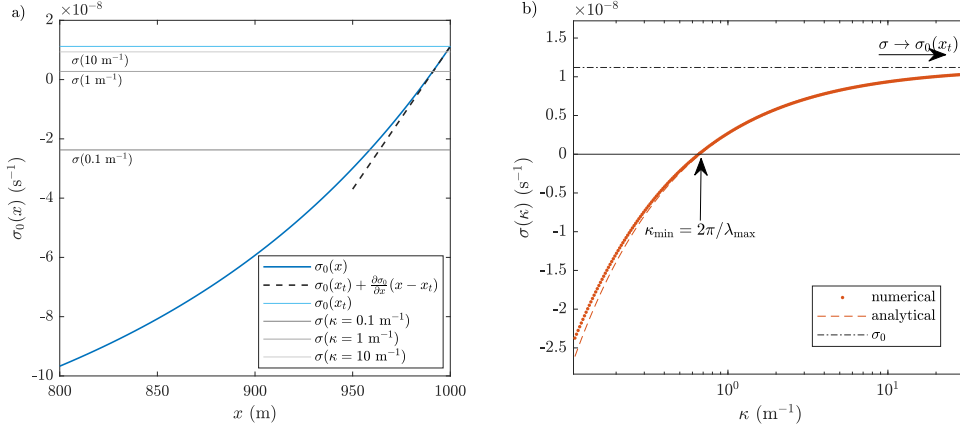 a)
×10⁻⁸
2
0
-2
-4
-6
-8
-10
800
850
900
950
1000
x (m)
σ₀(x) (s⁻¹)
σ(10 m⁻¹)
σ(1 m⁻¹)
σ(0.1 m⁻¹)
σ₀(x)
σ₀(xₜ) + ∂σ₀/∂x (x − xₜ)
σ₀(xₜ)
σ(κ = 0.1 m⁻¹)
σ(κ = 1 m⁻¹)
σ(κ = 10 m⁻¹)
b)
×10⁻⁸
1.5
1
0.5
0
-0.5
-1
-1.5
-2
-2.5
10⁰
10¹
κ (m⁻¹)
σ(κ) (s⁻¹)
σ → σ₀(xₜ)
κ_min = 2π/λ_max
numerical
analytical
σ₀